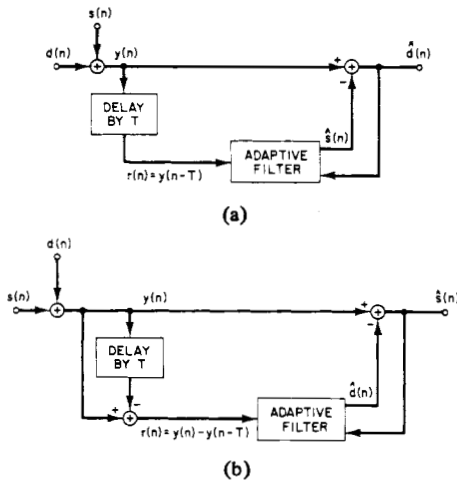 s(n)
d(n)
y(n)
+
+
+
d̂(n)
−
DELAY
BY T
ŝ(n)
ADAPTIVE
FILTER
r(n)=y(n-T)
(a)
d(n)
s(n)
+
y(n)
+
+
ŝ(n)
−
DELAY
BY T
d̂(n)
−
+
+
ADAPTIVE
FILTER
r(n)=y(n)-y(n-T)
(b)